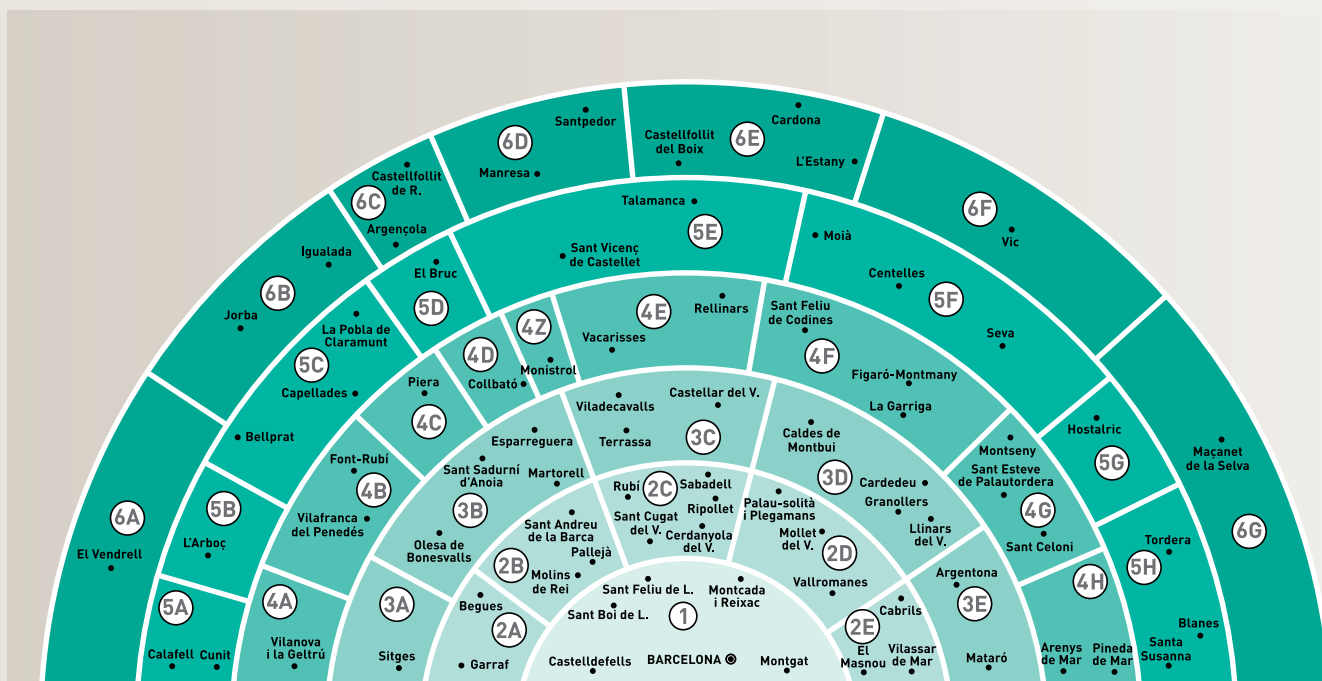 Santpedor
6D
Manresa
Cardona
6E
Castellfollit
del Boix
L'Estany
Castellfollit
de R.
6C
Argençola
6F
Vic
Igualada
6B
Jorba
Talamanca
5E
Sant Vicenç
de Castellet
Moià
Centelles
5F
Seva
El Bruc
5D
La Pobla de
Claramunt
5C
Capellades
Bellprat
4Z
Monistrol
4D
Collbató
4E
Rellinars
Vacarisses
Sant Feliu
de Codines
4F
Figaró-Montmany
La Garriga
Piera
4C
Font-Rubí
4B
Vilafranca
del Penedés
Viladecavalls
Castellar del V.
Terrassa
3C
Caldes de
Montbui
3D
Cardedeu
Granollers
Llinars
del V.
Esparreguera
Sant Sadurní
d'Anoia
Martorell
3B
Olesa de
Bonesvalls
Hostalric
5G
Maçanet
de la Selva
6G
Montseny
Sant Esteve
de Palautordera
4G
Sant Celoni
6A
El Vendrell
5B
L'Arboç
Rubí
2C
Sabadell
Ripollet
Sant Cugat
del V.
Cerdanyola
del V.
Palau-solità
i Plegamans
Mollet
del V.
2D
Vallromanes
Sant Andreu
de la Barca
Pallejà
2B
Molins
de Rei
Tordera
5H
Blanes
Santa
Susanna
4H
Arenys
de Mar
Pineda
de Mar
Argentona
3E
Mataró
5A
Calafell
Cunit
4A
Vilanova
i la Geltrú
3A
Sitges
Begues
2A
Garraf
Cabrils
2E
El
Masnou
Vilassar
de Mar
Sant Feliu de L.
Montcada
i Reixac
Sant Boi de L.
1
Castelldefells
BARCELONA
Montgat